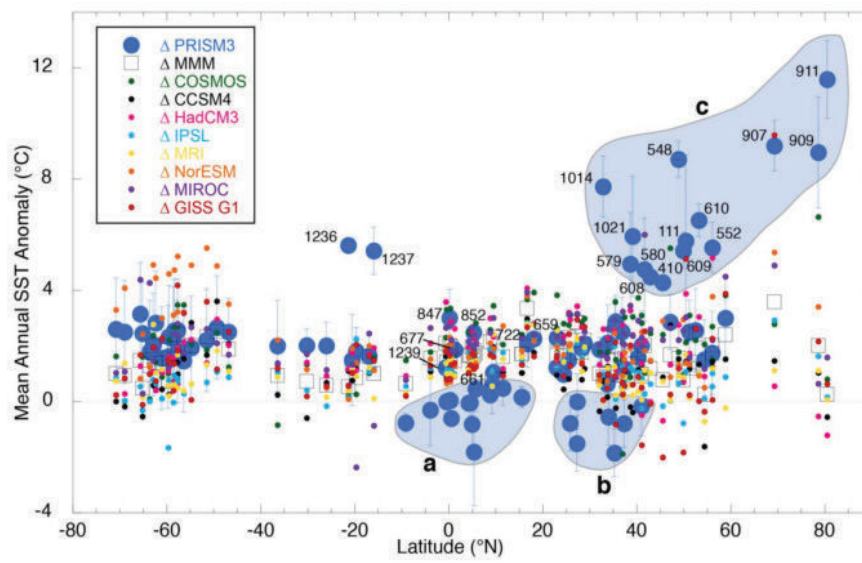 Δ PRISM3
Δ MMM
Δ COSMOS
Δ CCSM4
Δ HadCM3
Δ IPSL
Δ MRI
Δ NorESM
Δ MIROC
Δ GISS G1
Mean Annual SST Anomaly (°C)
12
8
4
0
-4
c
911
907
909
548
1014
610
1021
111
552
579
580
410
609
608
1236
1237
847
852
677
722
659
1239
661
a
b
-80 -60 -40 -20 0 20 40 60 80
Latitude (°N)